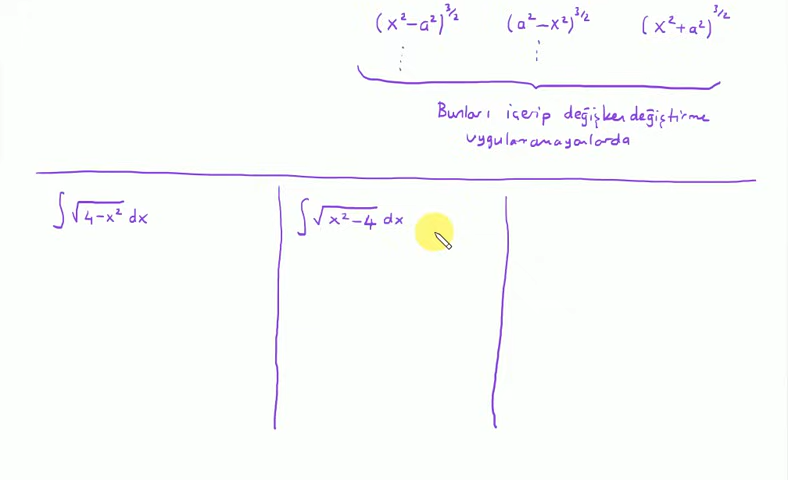 (x²-a²)^3/2 (a²-x²)^3/2 (x²+a²)^3/2
Bunları içerip değişken değiştirme
uygulanamayanlarda
∫√(4-x²) dx ∫√(x²-4) dx